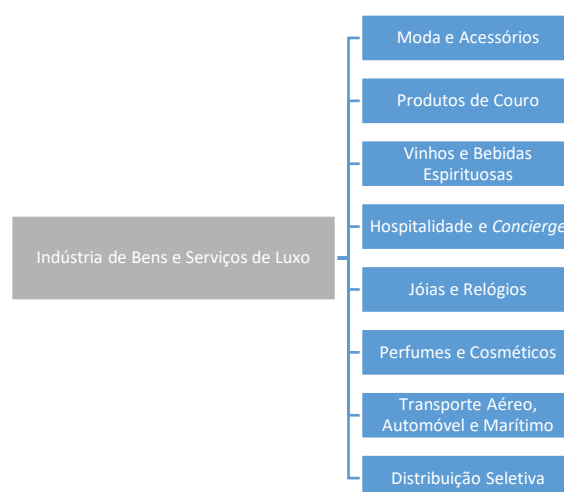 Moda e Acessórios
Produtos de Couro
Vinhos e Bebidas
Espirituosas
Hospitalidade e Concierge
Indústria de Bens e Serviços de Luxo
Jóias e Relógios
Perfumes e Cosméticos
Transporte Aéreo,
Automóvel e Marítimo
Distribuição Seletiva